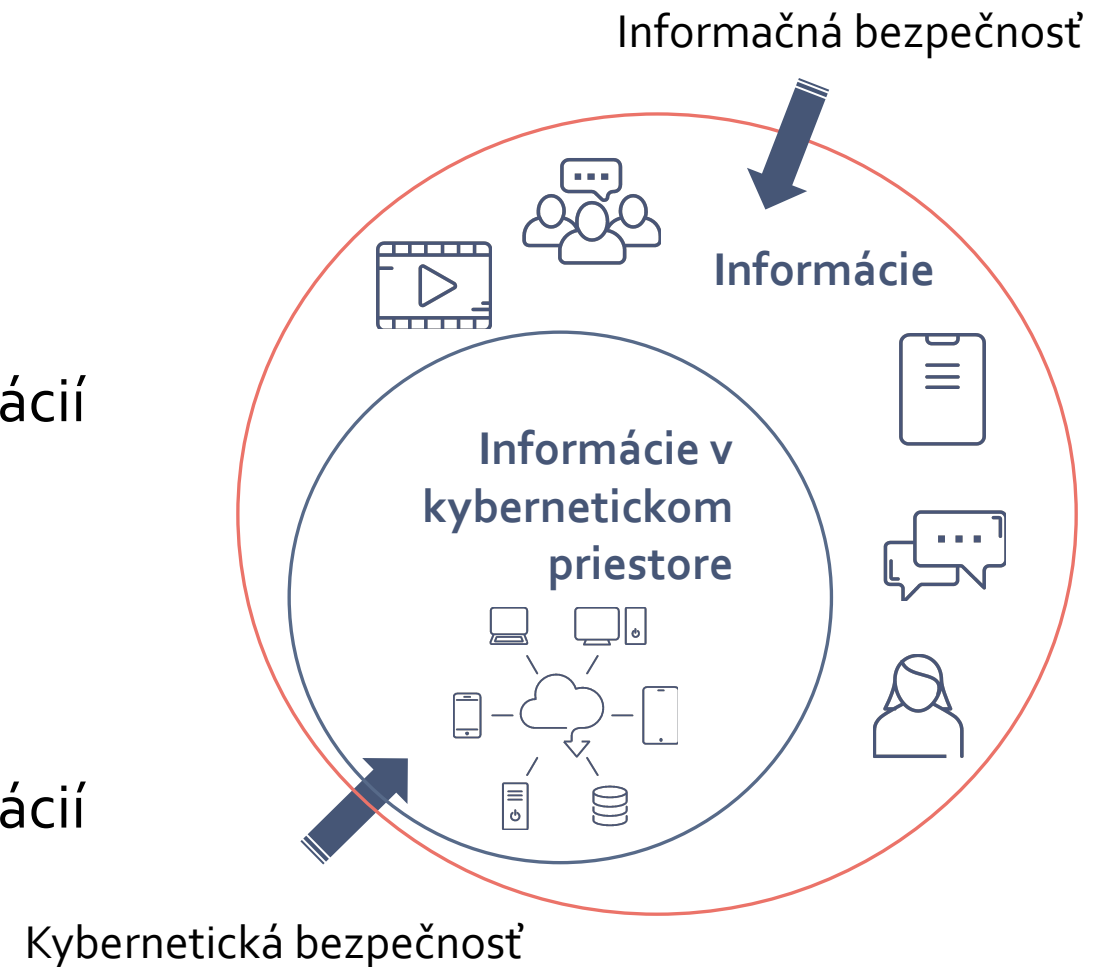 Informačná bezpečnosť
Informácie
ácií
Informácie v
kybernetickom
priestore
ácií
Kybernetická bezpečnosť